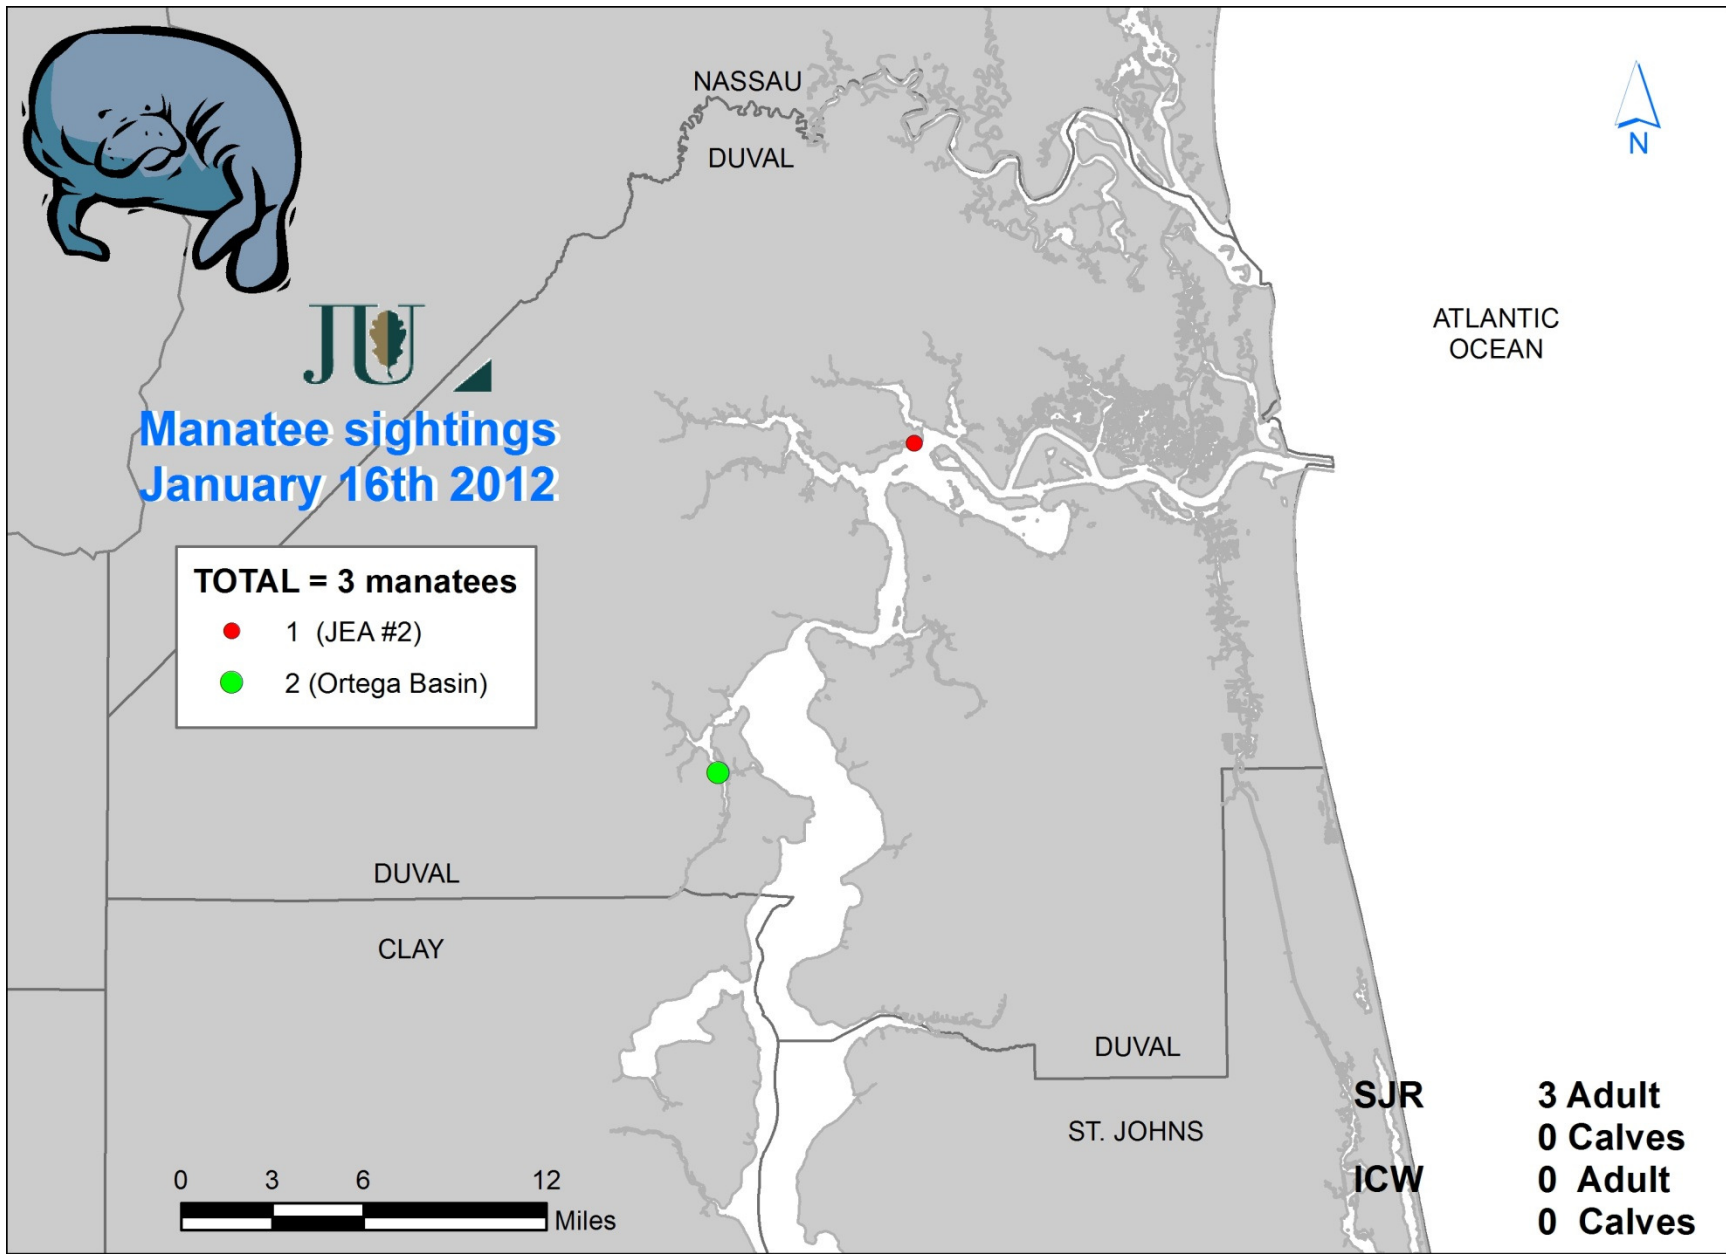 NASSAU
DUVAL
N
ATLANTIC
OCEAN
JU
Manatee sightings
January 16th 2012
TOTAL = 3 manatees
1 (JEA #2)
2 (Ortega Basin)
DUVAL
CLAY
DUVAL
ST. JOHNS
SJR 3 Adult
0 Calves
ICW 0 Adult
0 Calves
0 3 6 12
Miles